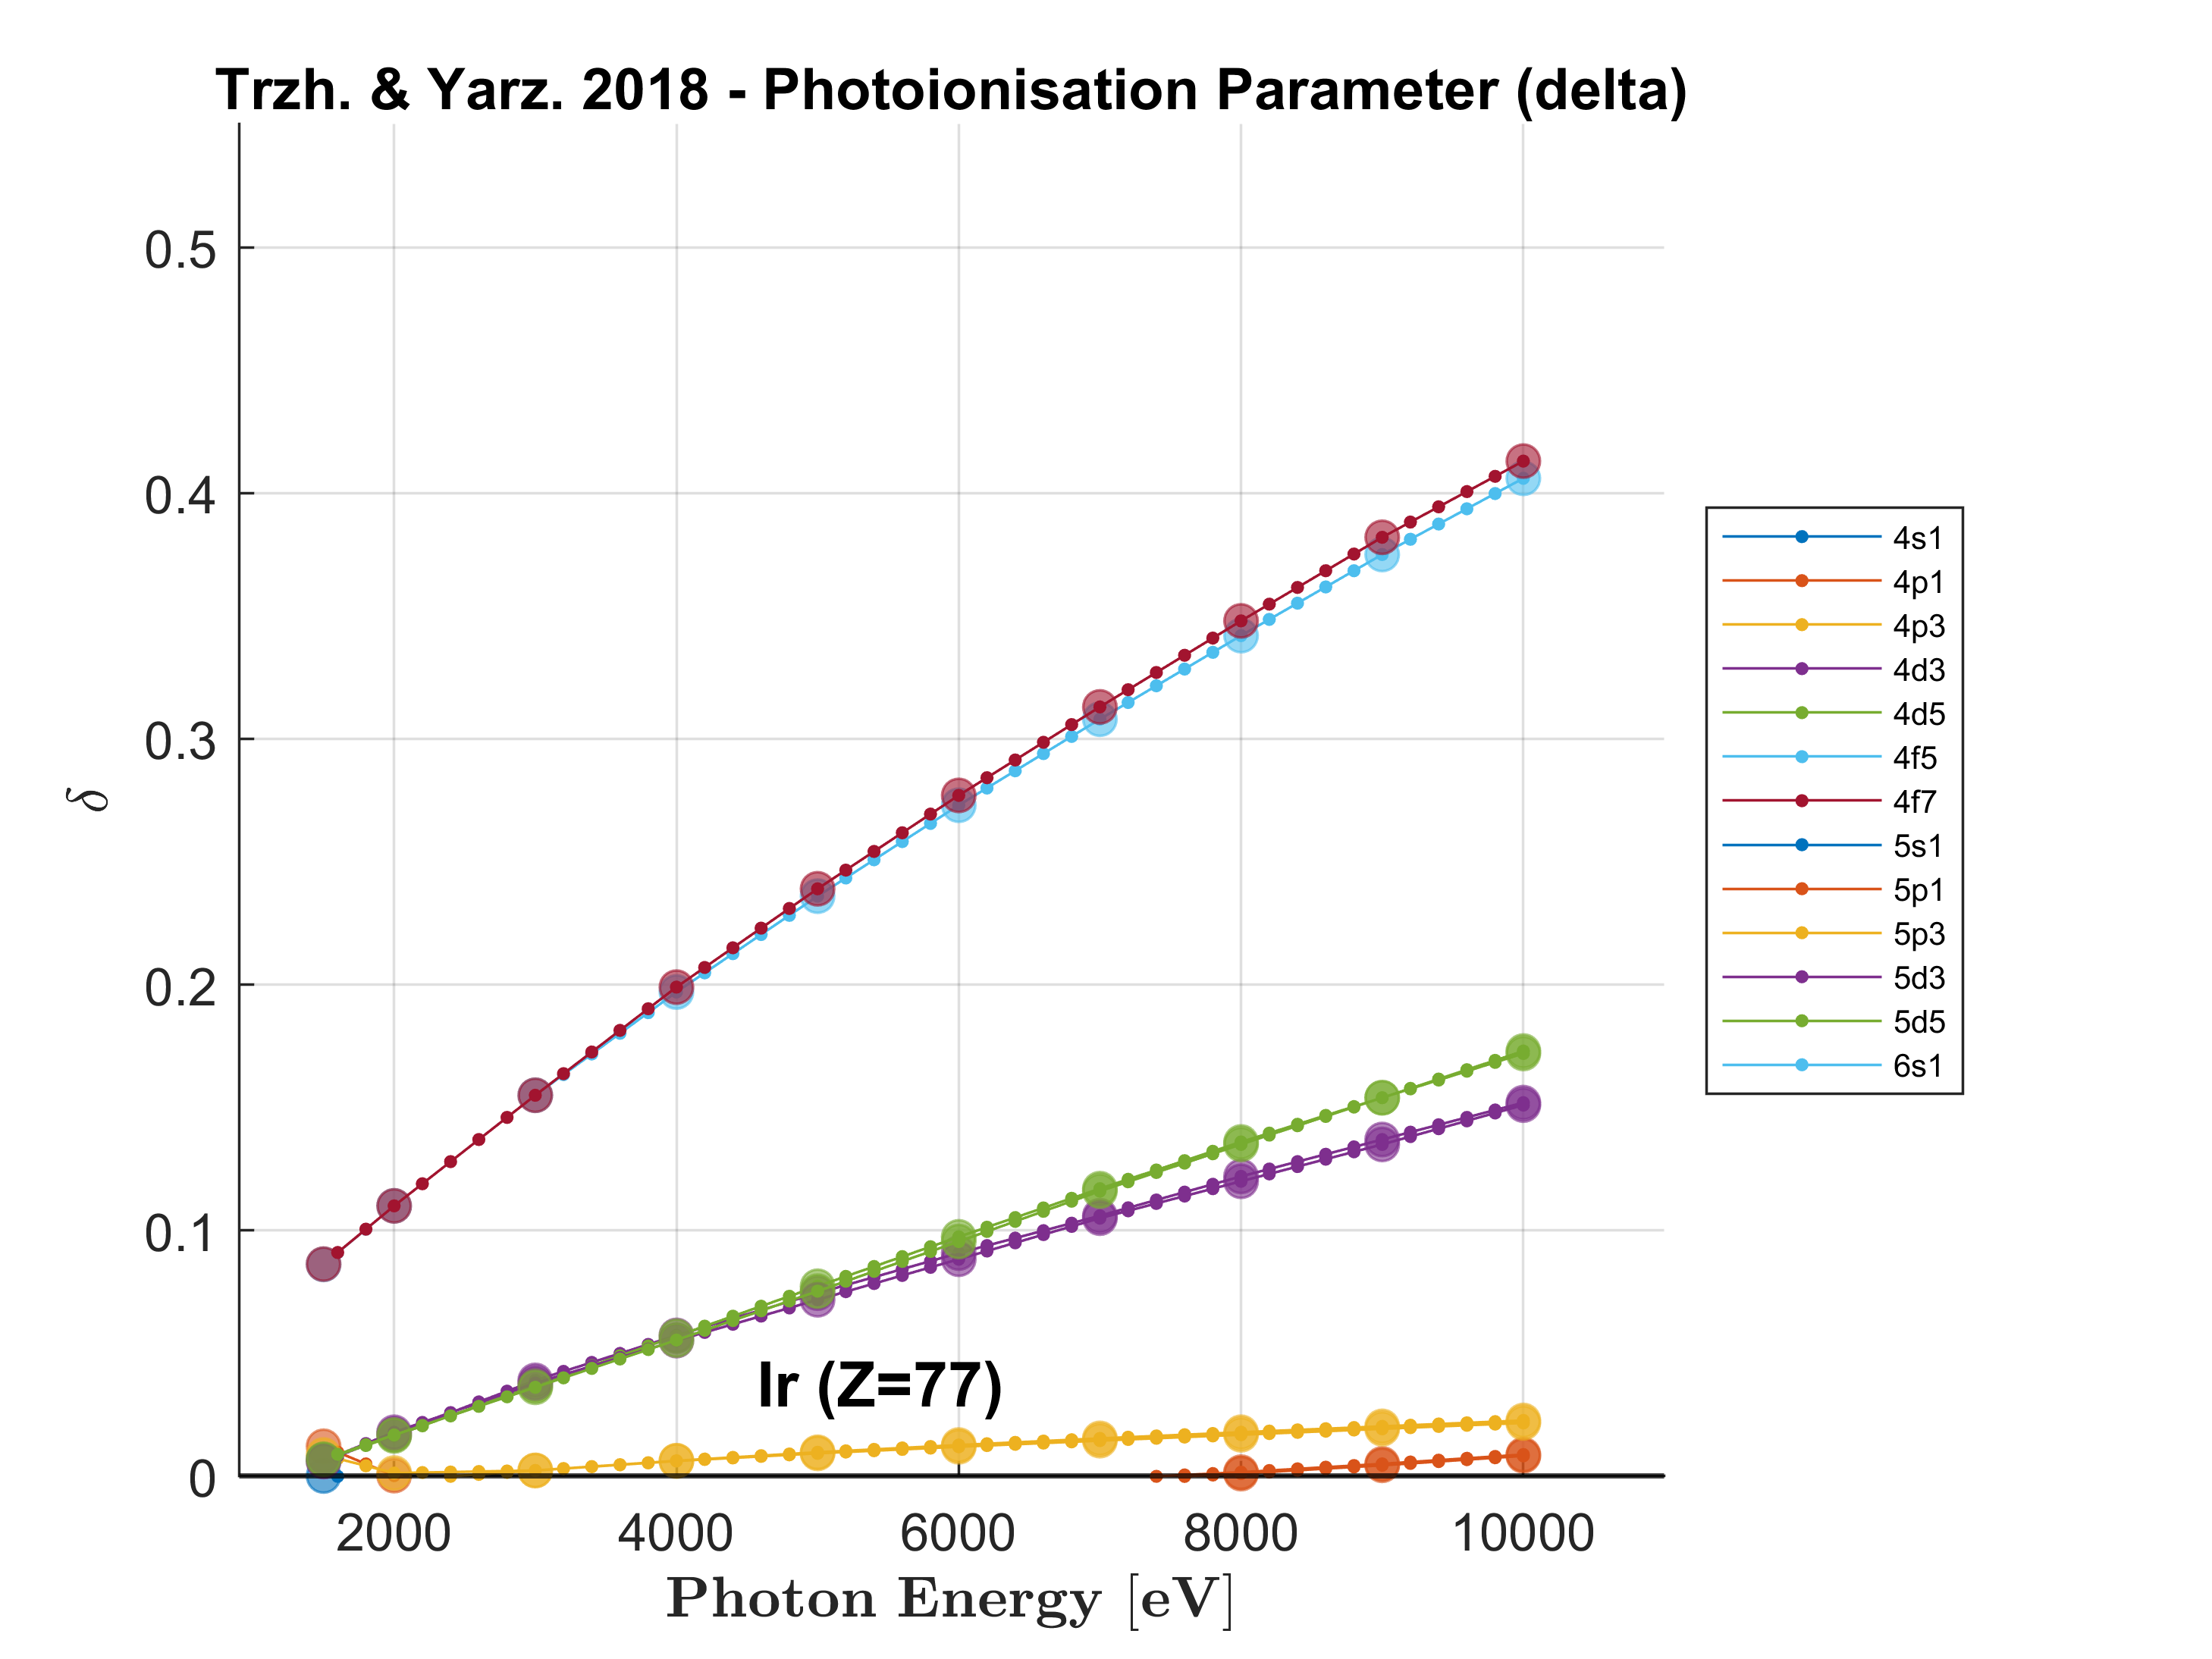 Trzh. & Yarz. 2018 - Photoionisation Parameter (delta)
0.5
0.4
0.3
0.2
0.1
0
δ
4s1
4p1
4p3
4d3
4d5
4f5
4f7
5s1
5p1
5p3
5d3
5d5
6s1
Ir (Z=77)
2000 4000 6000 8000 10000
Photon Energy [eV]